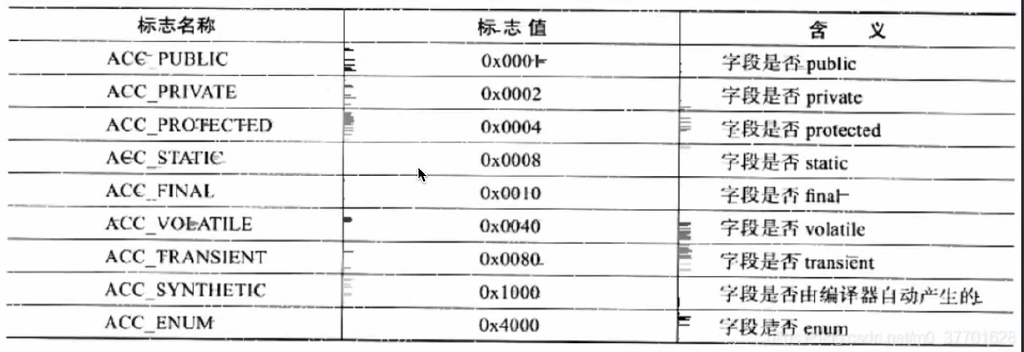 标志名称 标志值 含义
ACC_PUBLIC 0x0001 字段是否 public
ACC_PRIVATE 0x0002 字段是否 private
ACC_PROTECTED 0x0004 字段是否 protected
ACC_STATIC 0x0008 字段是否 static
ACC_FINAL 0x0010 字段是否 final
ACC_VOLATILE 0x0040 字段是否 volatile
ACC_TRANSIENT 0x0080 字段是否 transient
ACC_SYNTHETIC 0x1000 字段是否由编译器自动产生的
ACC_ENUM 0x4000 字段是否 enum